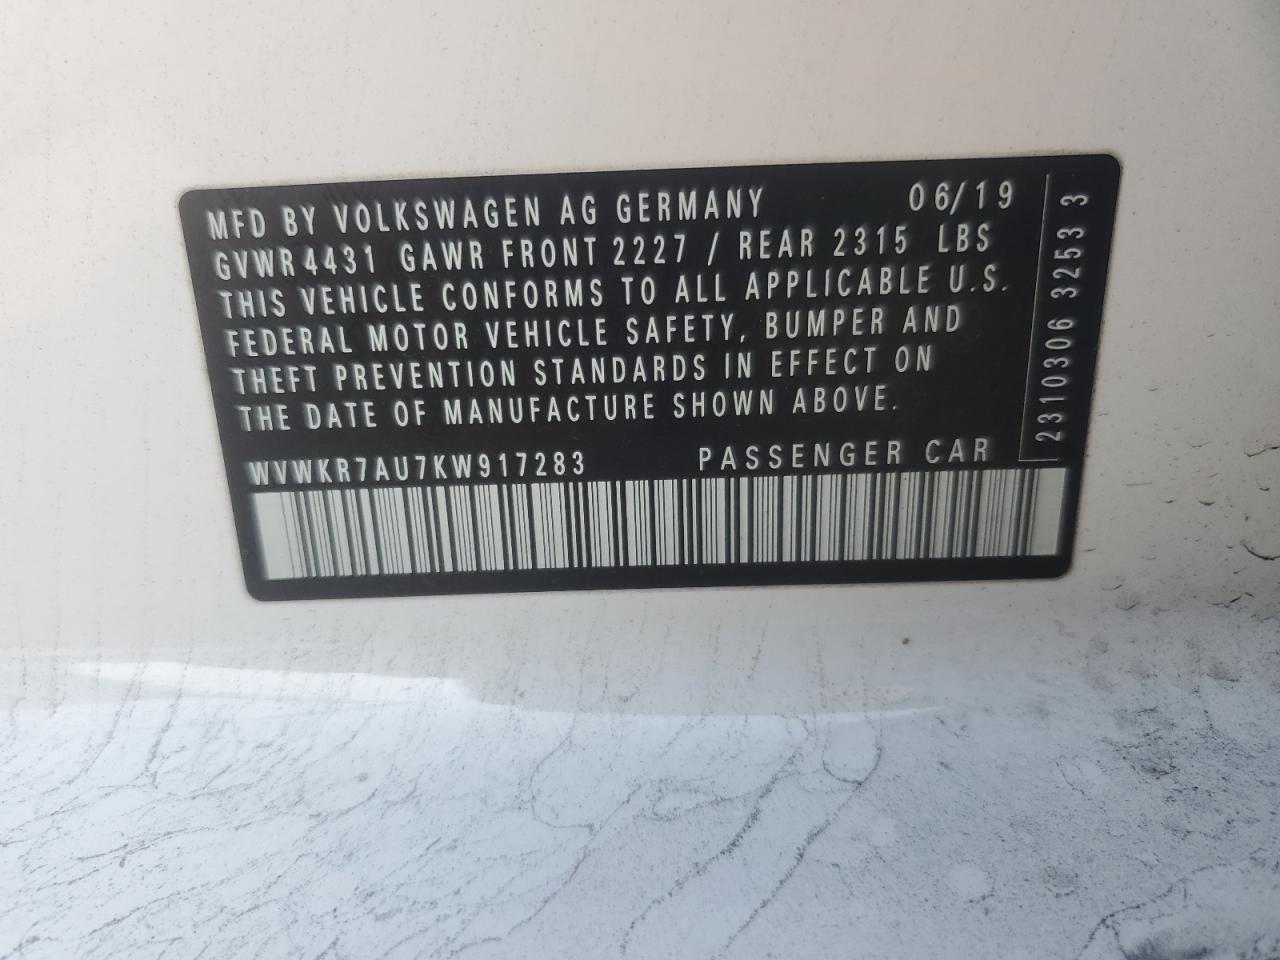 MFD BY VOLKSWAGEN AG GERMANY 06/19
GVWR 4431 GAWR FRONT 2227 / REAR 2315 LBS
THIS VEHICLE CONFORMS TO ALL APPLICABLE U.S.
FEDERAL MOTOR VEHICLE SAFETY, BUMPER AND
THEFT PREVENTION STANDARDS IN EFFECT ON
THE DATE OF MANUFACTURE SHOWN ABOVE.
WVWKR7AU7KW917283 PASSENGER CAR
2310306 3253 3